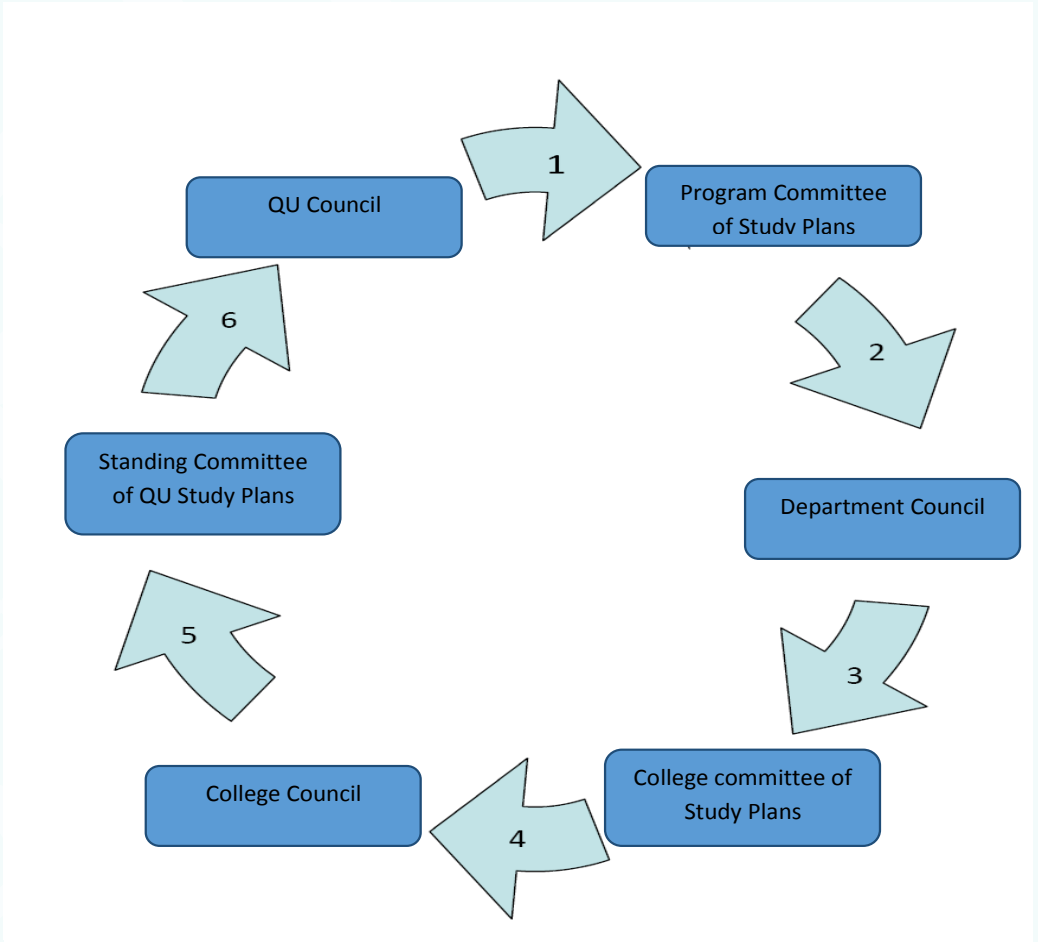 1
QU Council
Program Committee
of Study Plans
6
2
Standing Committee
of QU Study Plans
Department Council
5
3
College Council
College committee of
Study Plans
4